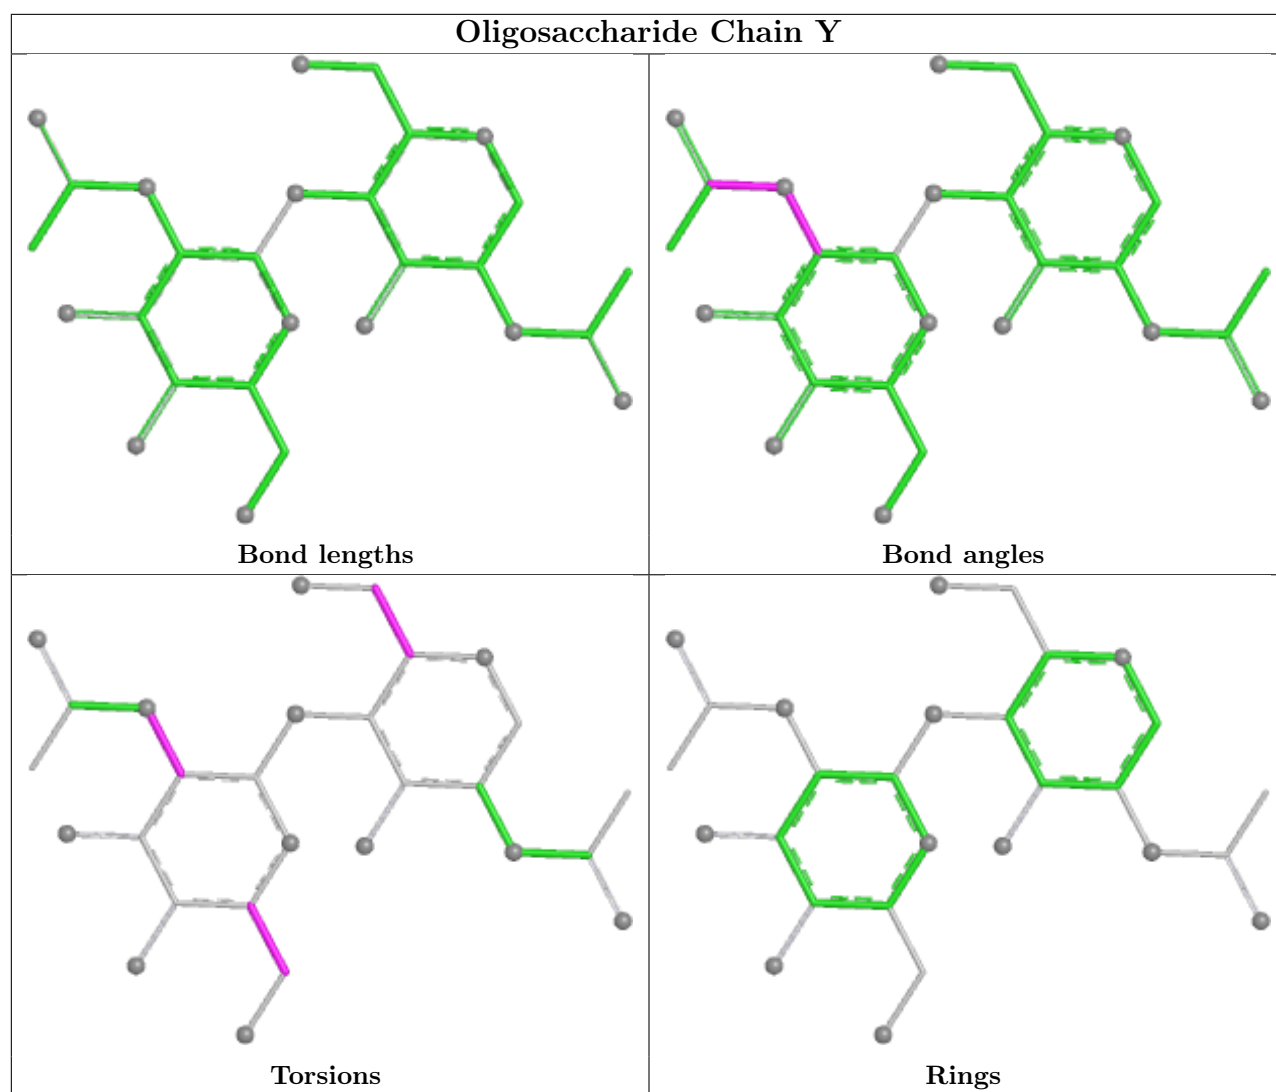 Oligosaccharide Chain Y
Bond lengths
Bond angles
Torsions
Rings